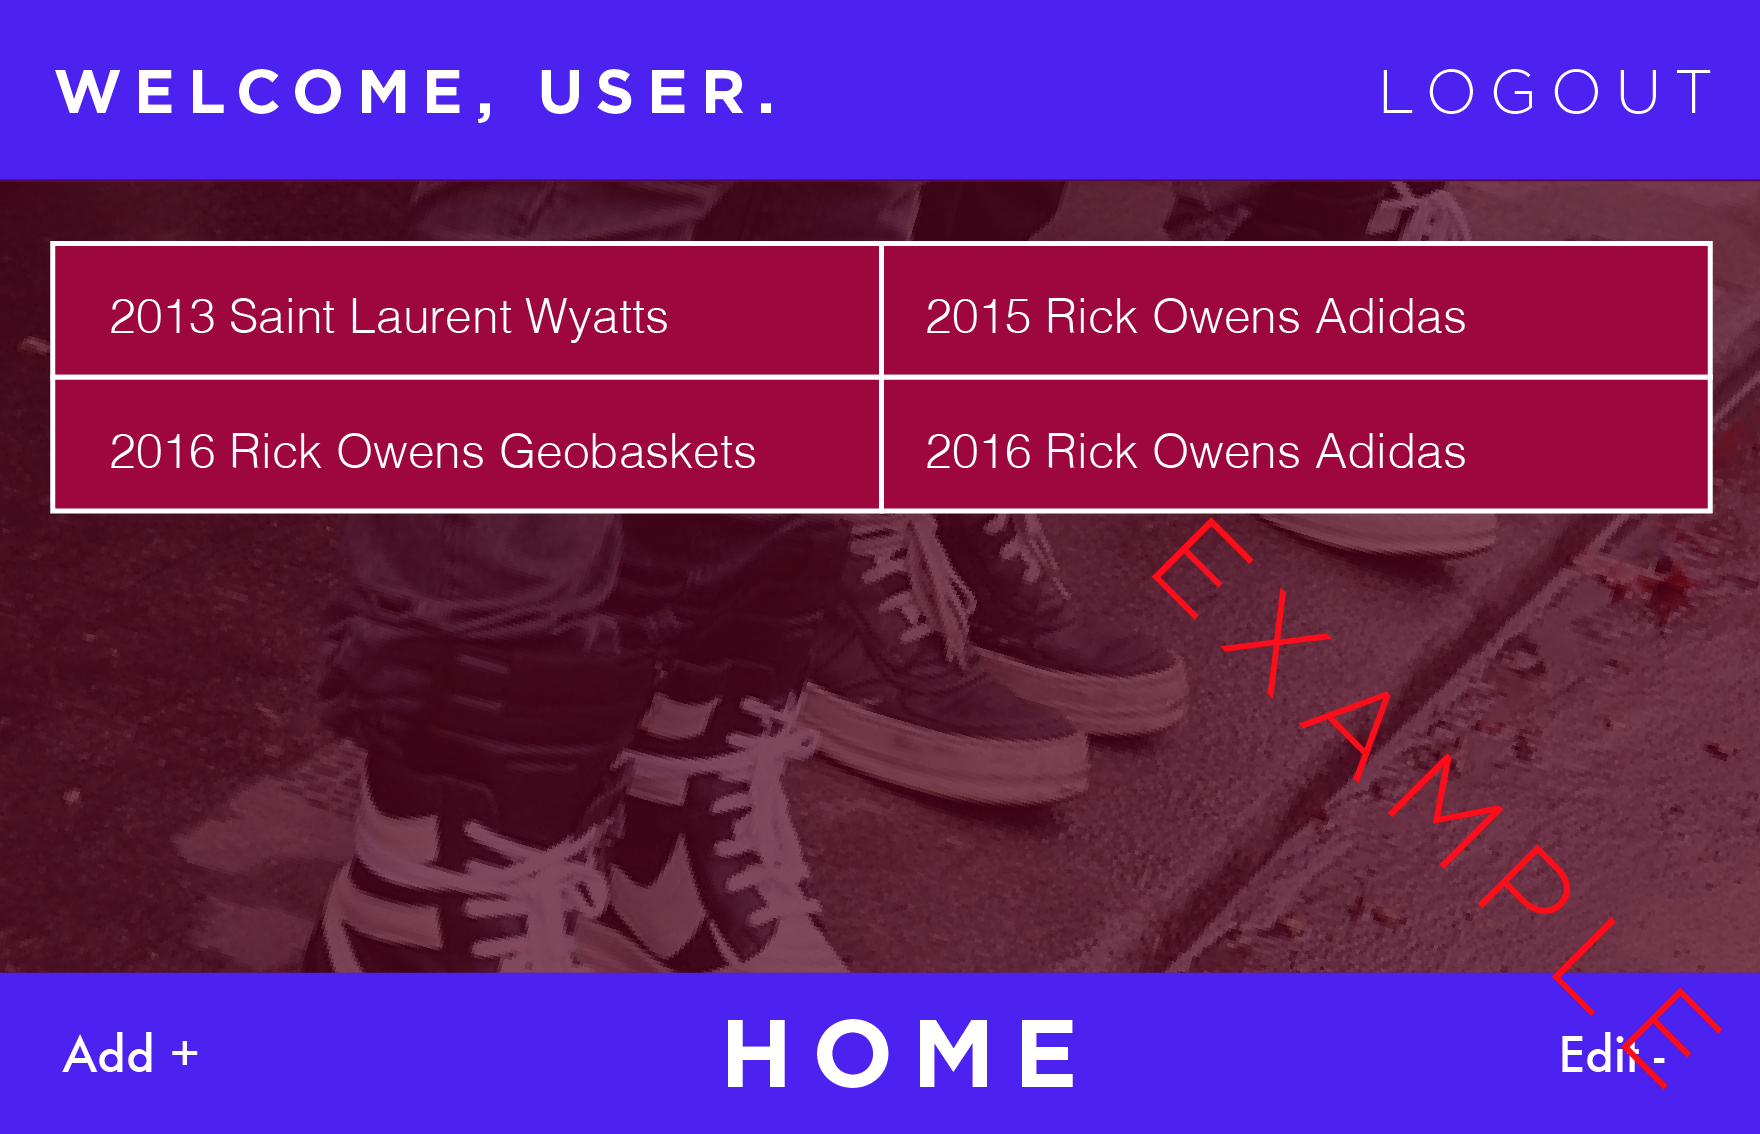 WELCOME, USER.
LOGOUT
2013 Saint Laurent Wyatts
2015 Rick Owens Adidas
2016 Rick Owens Geobaskets
2016 Rick Owens Adidas
EXAMPLE
Add +
HOME
Edit -